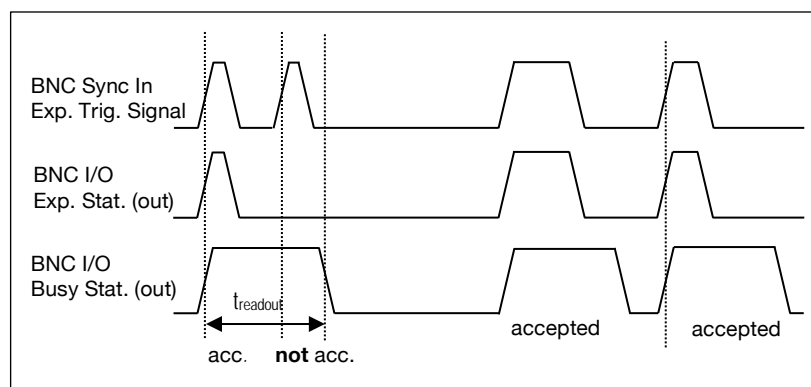 BNC Sync In
Exp. Trig. Signal
BNC I/O
Exp. Stat. (out)
BNC I/O
Busy Stat. (out)
treadout
accepted
accepted
acc.
not acc.